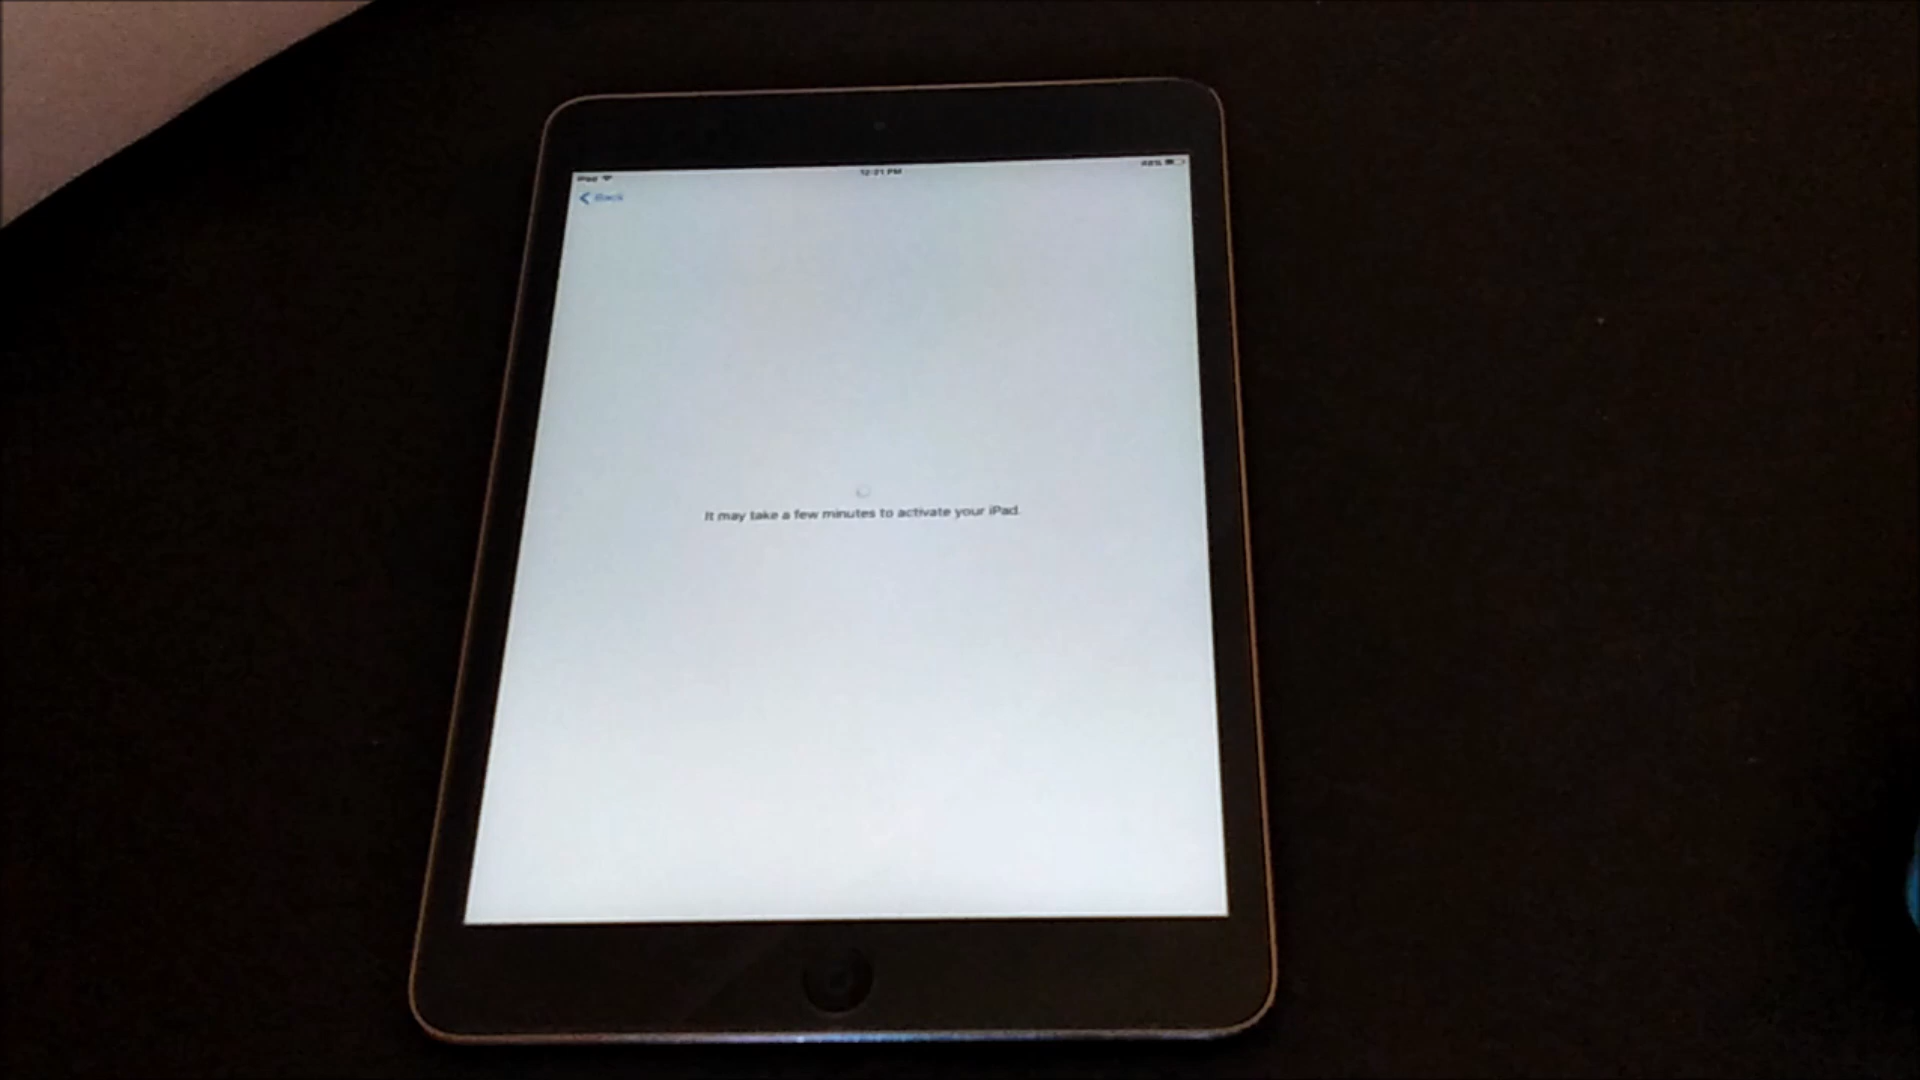 iPad
12:21 PM
Back
It may take a few minutes to activate your iPad.